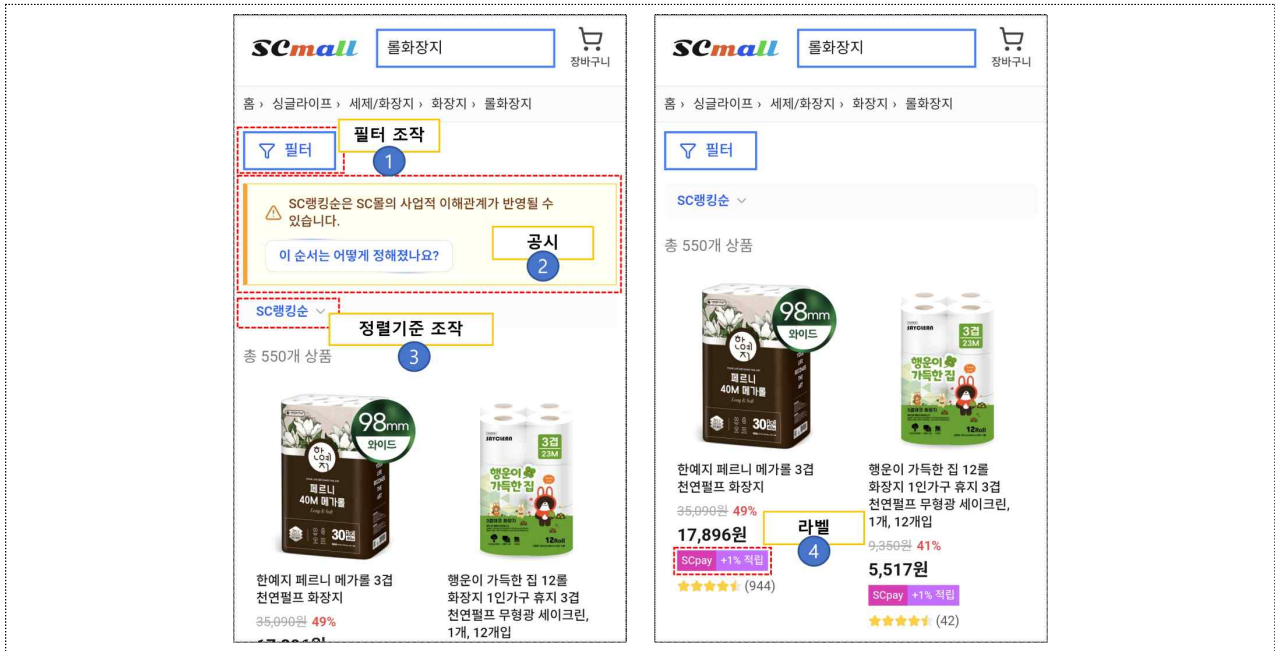 SCmall
롤화장지
장바구니
홈 › 싱글라이프 › 세제/화장지 › 화장지 › 롤화장지
필터
필터 조작
1
SC랭킹순은 SC몰의 사업적 이해관계가 반영될 수
있습니다.
이 순서는 어떻게 정해졌나요?
공시
2
SC랭킹순
정렬기준 조작
3
총 550개 상품
98mm
와이드
한예지
페르니
40M 메가롤
Long & Soft
30Roll
SAYCLEAN
3겹
23M
행운이
가득한 집
12Roll
한예지 페르니 메가롤 3겹
천연펄프 화장지
35,090원 49%
행운이 가득한 집 12롤
화장지 1인가구 휴지 3겹
천연펄프 무형광 세이크린,
1개, 12개입
SCmall
롤화장지
장바구니
홈 › 싱글라이프 › 세제/화장지 › 화장지 › 롤화장지
필터
SC랭킹순
총 550개 상품
98mm
와이드
한예지
페르니
40M 메가롤
Long & Soft
30Roll
SAYCLEAN
3겹
23M
행운이
가득한 집
12Roll
한예지 페르니 메가롤 3겹
천연펄프 화장지
35,090원 49%
17,896원
SCpay +1% 적립
(944)
라벨
4
행운이 가득한 집 12롤
화장지 1인가구 휴지 3겹
천연펄프 무형광 세이크린,
1개, 12개입
9,350원 41%
5,517원
SCpay +1% 적립
(42)